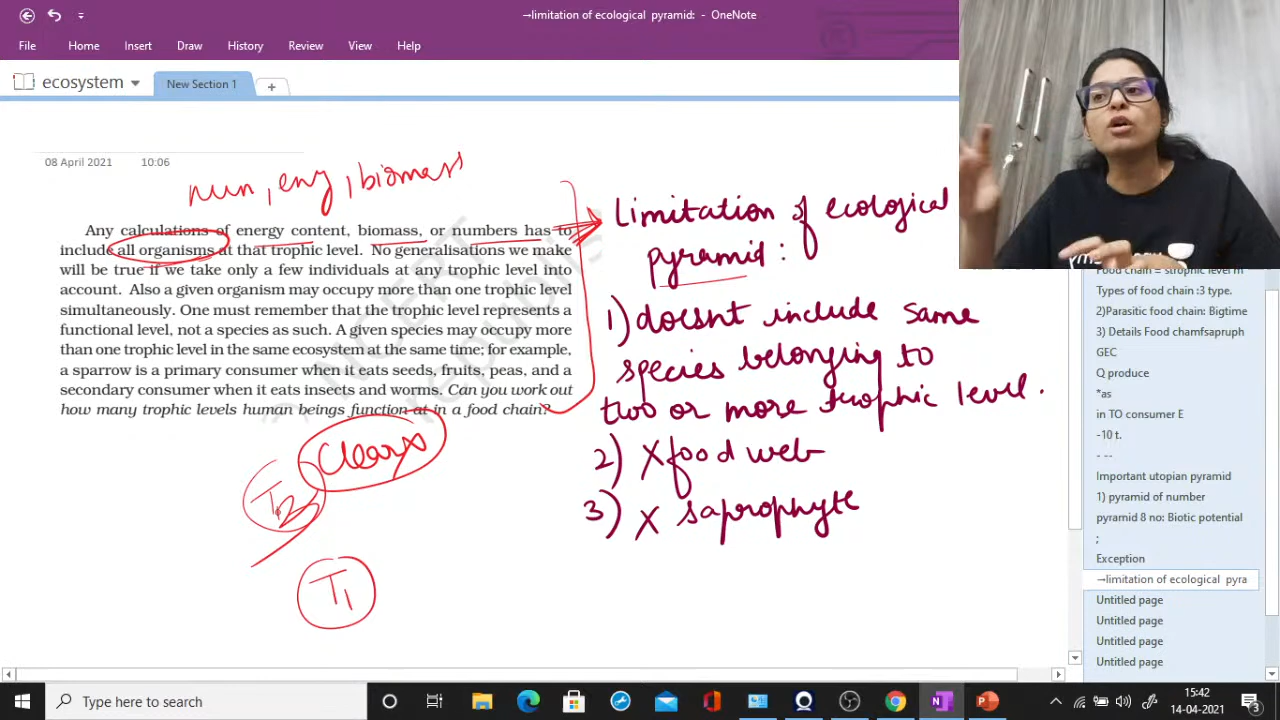 →limitation of ecological pyramid: - OneNote
File Home Insert Draw History Review View Help
ecosystem New Section 1 +
08 April 2021 10:06
num, eng, biomass
Any calculations of energy content, biomass, or numbers has to
include all organisms at that trophic level. No generalisations we make
will be true if we take only a few individuals at any trophic level into
account. Also a given organism may occupy more than one trophic level
simultaneously. One must remember that the trophic level represents a
functional level, not a species as such. A given species may occupy more
than one trophic level in the same ecosystem at the same time; for example,
a sparrow is a primary consumer when it eats seeds, fruits, peas, and a
secondary consumer when it eats insects and worms. Can you work out
how many trophic levels human beings function at in a food chain?
T1
Limitation of ecological
pyramid :
1) doesnt include same
species belonging to
two or more trophic level.
2) X food web
3) X saprophyte
Food chain = strophic level m
Types of food chain :3 type.
2)Parasitic food chain: Bigtime
3) Details Food chamfsapruph
GEC
Q produce
*as
in TO consumer E
-10 t.
- --
Important utopian pyramid
1) pyramid of number
pyramid 8 no: Biotic potential
;
Exception
→limitation of ecological pyra
Untitled page
Untitled page
Untitled page
Untitled page
Type here to search
15:42
14-04-2021
3